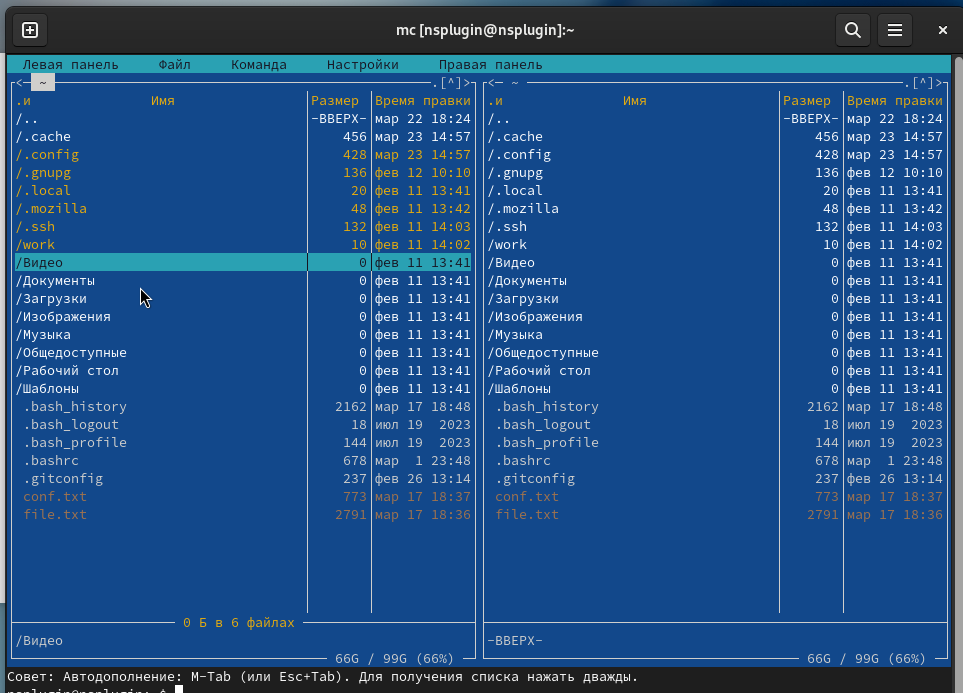 mc [nsplugin@nsplugin]:~
Левая панель Файл Команда Настройки Правая панель
<─ ~ ─.[^]> <─ ~ ─.[^]>
.и Имя Размер Время правки .и Имя Размер Время правки
/.. -ВВЕРХ- мар 22 18:24 /.. -ВВЕРХ- мар 22 18:24
/.cache 456 мар 23 14:57 /.cache 456 мар 23 14:57
/.config 428 мар 23 14:57 /.config 428 мар 23 14:57
/.gnupg 136 фев 12 10:10 /.gnupg 136 фев 12 10:10
/.local 20 фев 11 13:41 /.local 20 фев 11 13:41
/.mozilla 48 фев 11 13:42 /.mozilla 48 фев 11 13:42
/.ssh 132 фев 11 14:03 /.ssh 132 фев 11 14:03
/work 10 фев 11 14:02 /work 10 фев 11 14:02
/Видео 0 фев 11 13:41 /Видео 0 фев 11 13:41
/Документы 0 фев 11 13:41 /Документы 0 фев 11 13:41
/Загрузки 0 фев 11 13:41 /Загрузки 0 фев 11 13:41
/Изображения 0 фев 11 13:41 /Изображения 0 фев 11 13:41
/Музыка 0 фев 11 13:41 /Музыка 0 фев 11 13:41
/Общедоступные 0 фев 11 13:41 /Общедоступные 0 фев 11 13:41
/Рабочий стол 0 фев 11 13:41 /Рабочий стол 0 фев 11 13:41
/Шаблоны 0 фев 11 13:41 /Шаблоны 0 фев 11 13:41
.bash_history 2162 мар 17 18:48 .bash_history 2162 мар 17 18:48
.bash_logout 18 июл 19 2023 .bash_logout 18 июл 19 2023
.bash_profile 144 июл 19 2023 .bash_profile 144 июл 19 2023
.bashrc 678 мар 1 23:48 .bashrc 678 мар 1 23:48
.gitconfig 237 фев 26 13:14 .gitconfig 237 фев 26 13:14
conf.txt 773 мар 17 18:37 conf.txt 773 мар 17 18:37
file.txt 2791 мар 17 18:36 file.txt 2791 мар 17 18:36
0 Б в 6 файлах
/Видео -ВВЕРХ-
66G / 99G (66%) 66G / 99G (66%)
Совет: Автодополнение: M-Tab (или Esc+Tab). Для получения списка нажать дважды.
nsplugin@nsplugin:~$